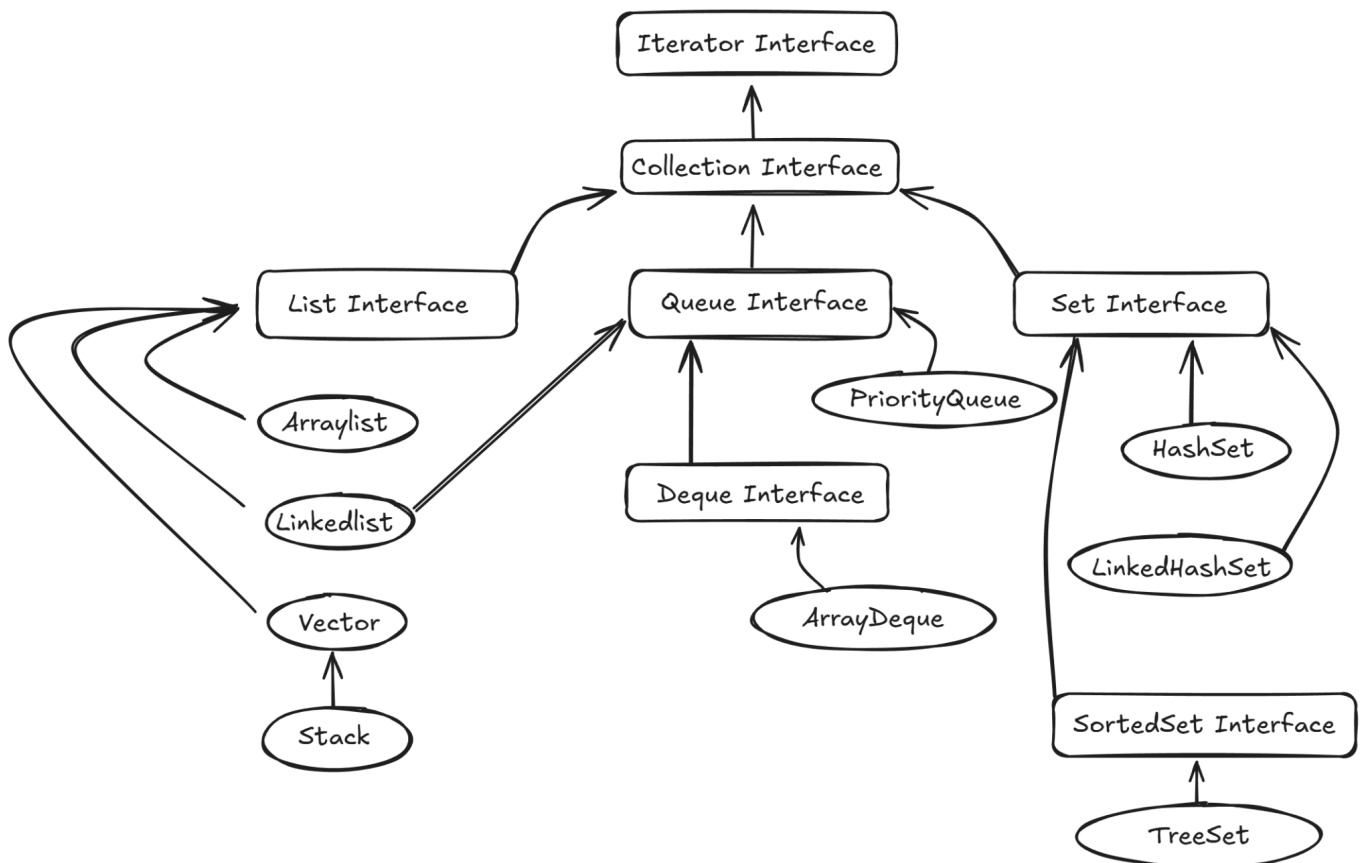 Iterator Interface
Collection Interface
List Interface
Queue Interface
Set Interface
PriorityQueue
Arraylist
HashSet
Deque Interface
Linkedlist
LinkedHashSet
Vector
ArrayDeque
Stack
SortedSet Interface
TreeSet